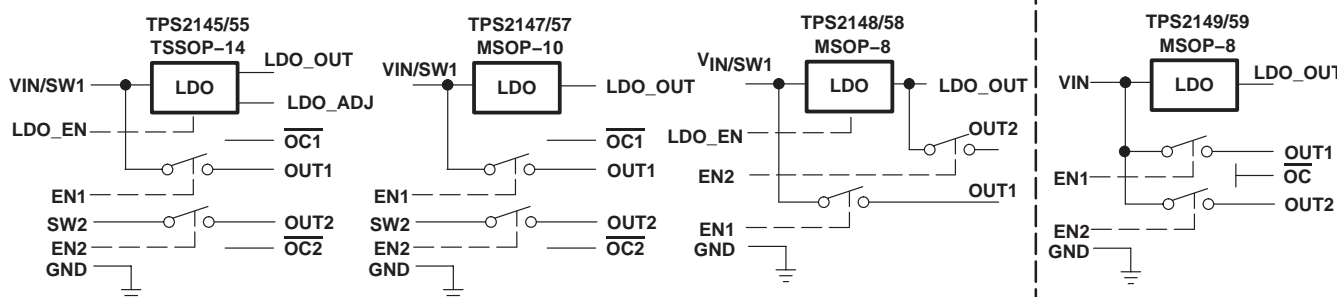 TPS2145/55
TSSOP–14
LDO_OUT
VIN/SW1
LDO
LDO_ADJ
LDO_EN
OC1
OUT1
EN1
SW2
OUT2
EN2
OC2
GND
TPS2147/57
MSOP–10
VIN/SW1
LDO
LDO_OUT
OC1
OUT1
EN1
SW2
OUT2
EN2
OC2
GND
TPS2148/58
MSOP–8
VIN/SW1
LDO
LDO_OUT
LDO_EN
OUT2
EN2
OUT1
EN1
GND
TPS2149/59
MSOP–8
VIN
LDO
LDO_OUT
OUT1
EN1
OC
OUT2
EN2
GND